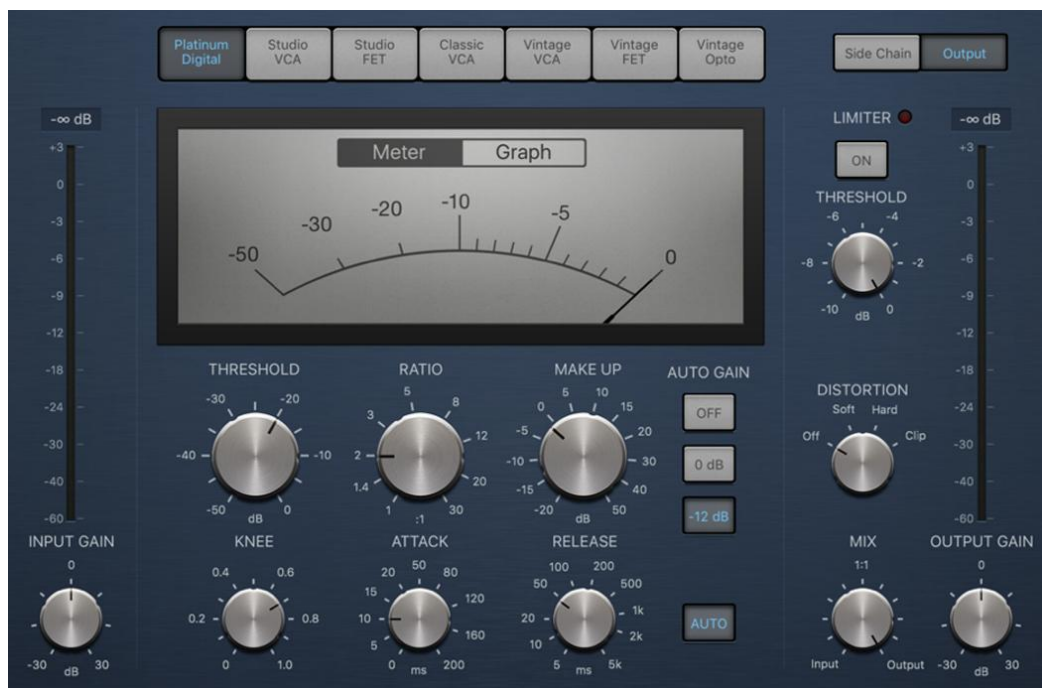 Platinum
Digital
Studio
VCA
Studio
FET
Classic
VCA
Vintage
VCA
Vintage
FET
Vintage
Opto
Side Chain
Output
-∞ dB
+3
0
-3
-6
-9
-12
-18
-24
-30
-40
-60
INPUT GAIN
0
-30
dB
30
Meter
Graph
-50
-30
-20
-10
-5
0
THRESHOLD
-30
-20
-40
-10
-50
dB
0
RATIO
5
3
8
2
12
1.4
20
1
:1
30
MAKE UP
5
10
0
15
-5
20
-10
30
-15
40
-20
dB
50
AUTO GAIN
OFF
0 dB
-12 dB
KNEE
0.4
0.6
0.2
0.8
0
1.0
ATTACK
50
20
80
15
120
10
160
5
0
ms
200
RELEASE
100
200
50
500
20
1k
10
2k
5
ms
5k
AUTO
LIMITER
ON
THRESHOLD
-6
-4
-8
-2
-10
dB
0
DISTORTION
Soft
Hard
Off
Clip
MIX
1:1
Input
Output
-∞ dB
+3
0
-3
-6
-9
-12
-18
-24
-30
-40
-60
OUTPUT GAIN
0
-30
dB
30